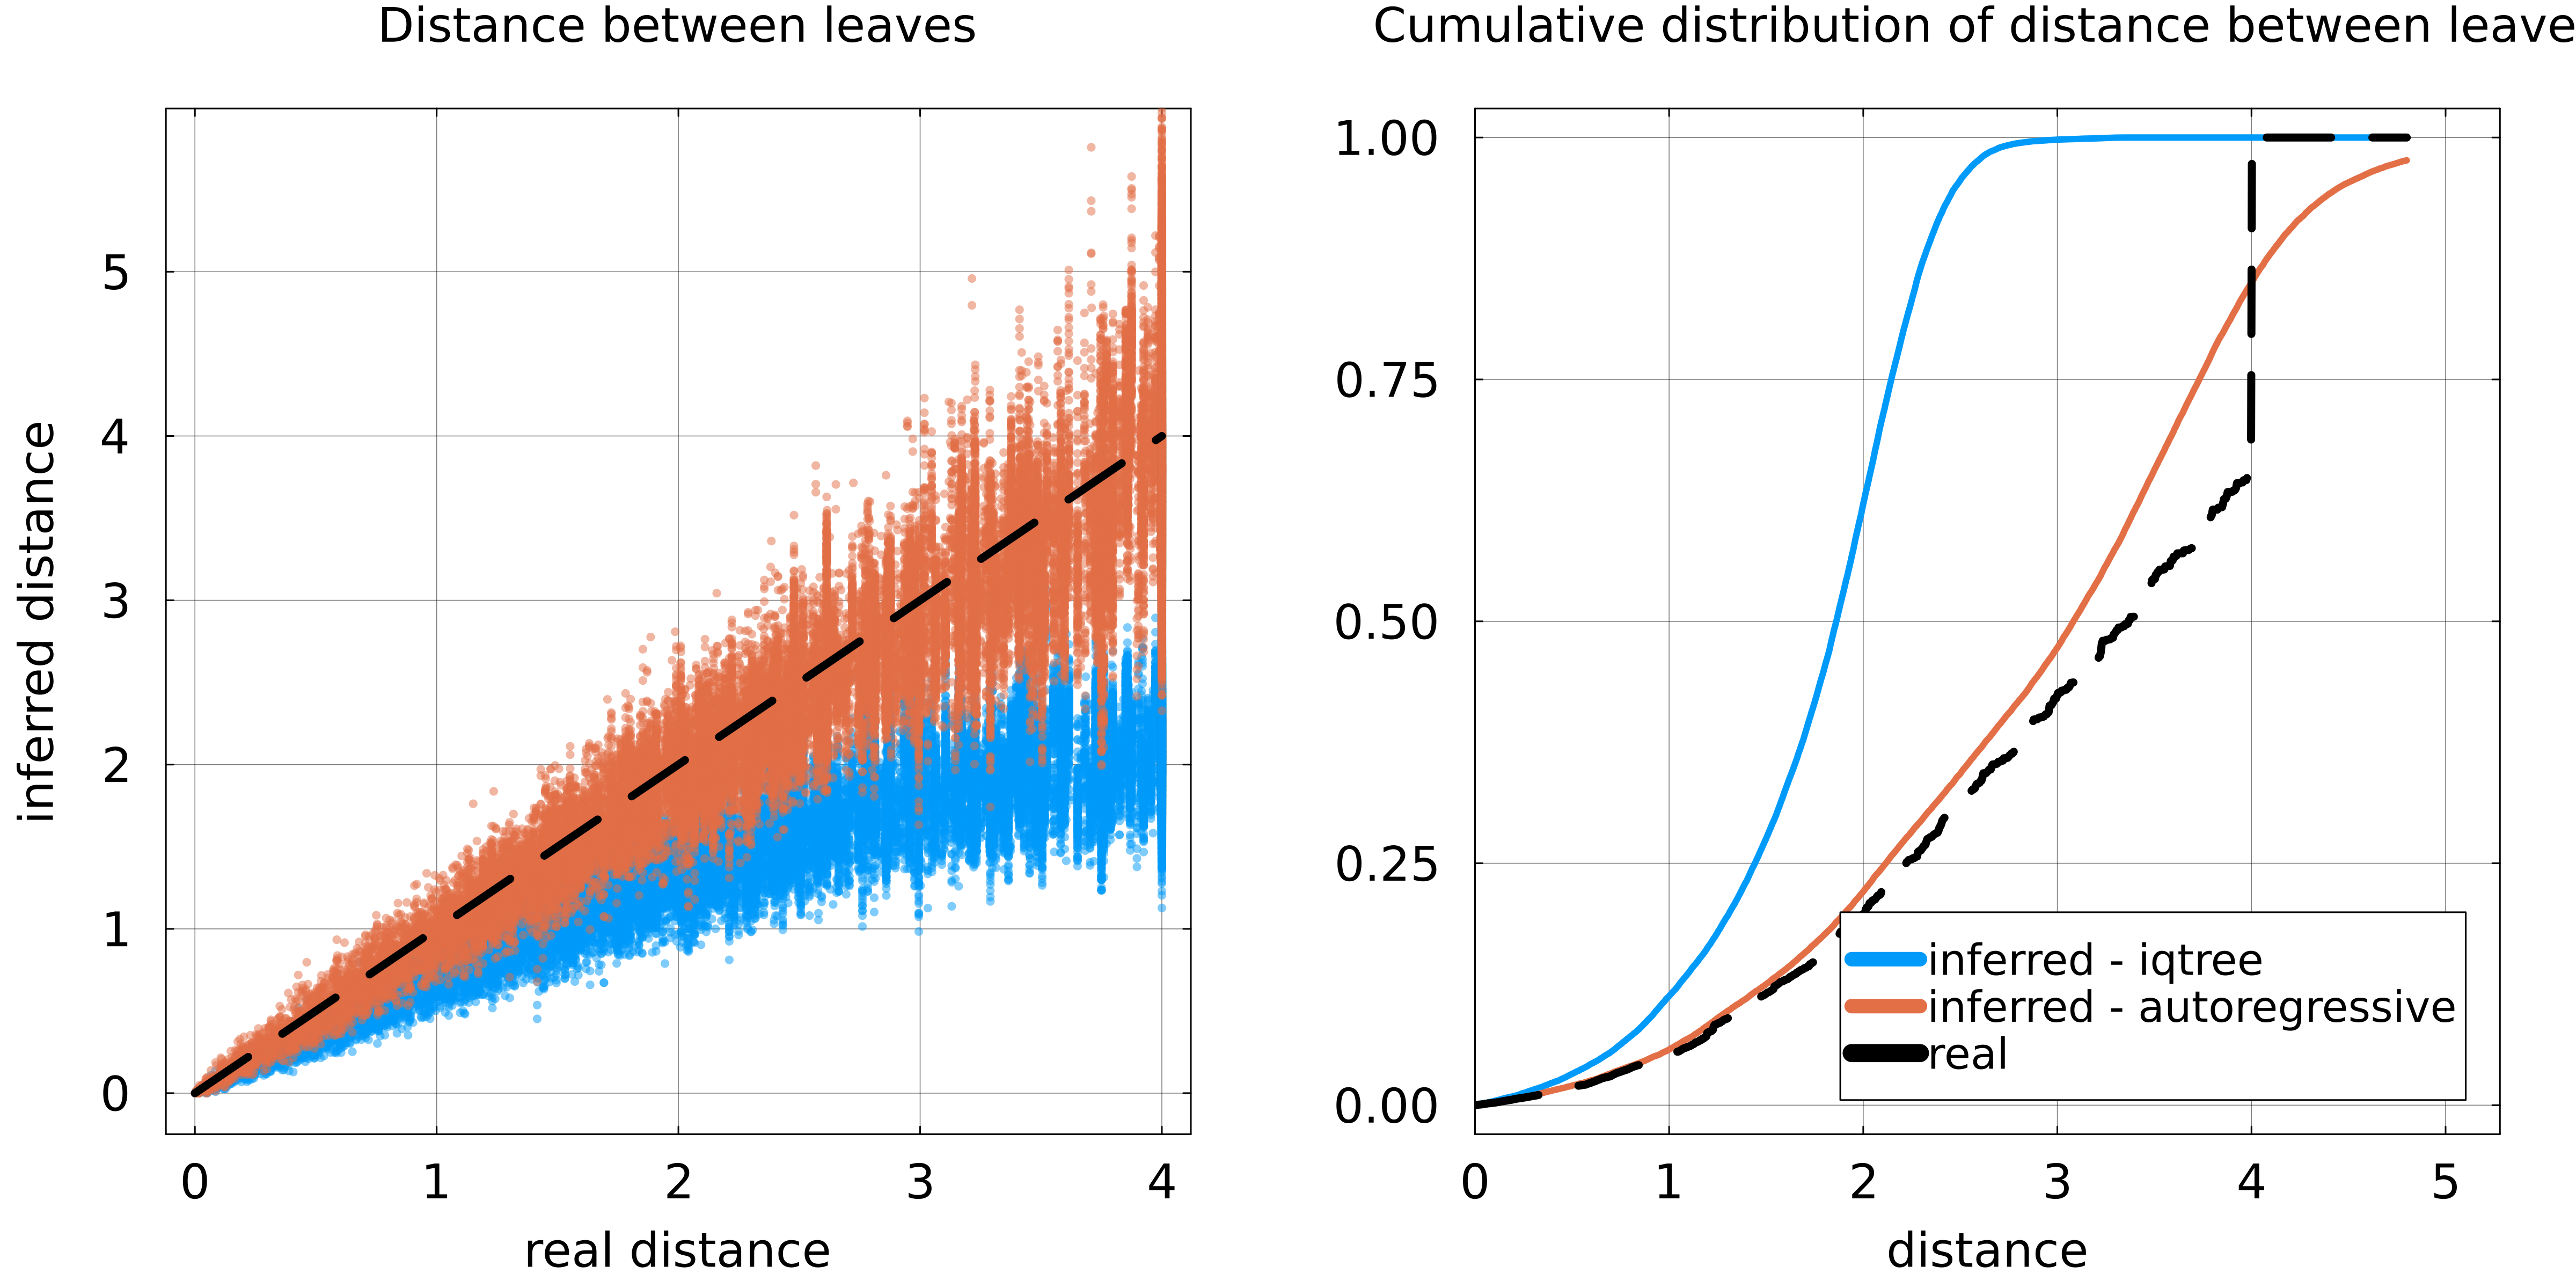 Distance between leaves
inferred distance
5
4
3
2
1
0
0 1 2 3 4
real distance
Cumulative distribution of distance between leave
1.00
0.75
0.50
0.25
0.00
inferred - iqtree
inferred - autoregressive
real
0 1 2 3 4 5
distance